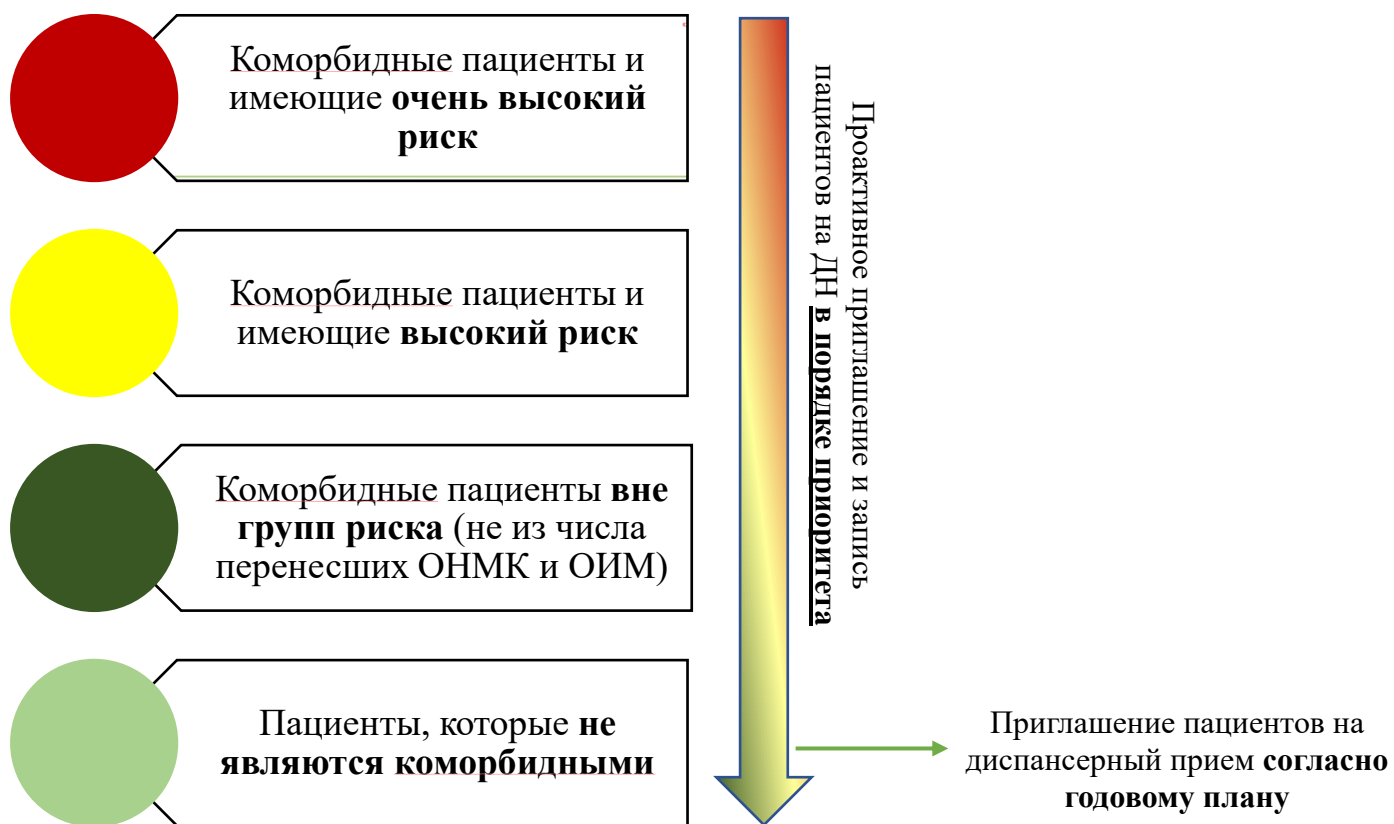 Коморбидные пациенты и
имеющие очень высокий
риск
Коморбидные пациенты и
имеющие высокий риск
Коморбидные пациенты вне
групп риска (не из числа
перенесших ОНМК и ОИМ)
Пациенты, которые не
являются коморбидными
Проактивное приглашение и запись
пациентов на ДН в порядке приоритета
Приглашение пациентов на
диспансерный прием согласно
годовому плану